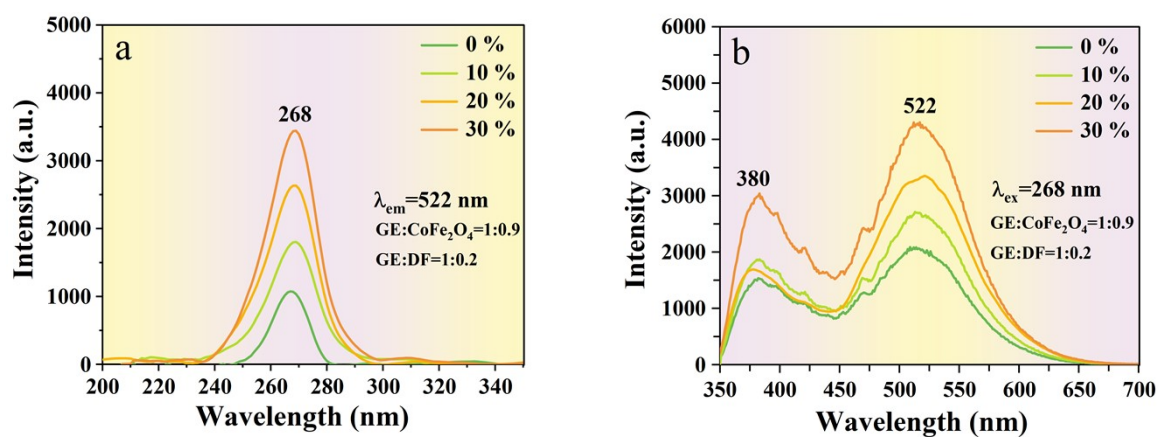 a
5000
4000
3000
2000
1000
0
200 220 240 260 280 300 320 340
Intensity (a.u.)
Wavelength (nm)
268
0 %
10 %
20 %
30 %
λem=522 nm
GE:CoFe₂O₄=1:0.9
GE:DF=1:0.2
b
6000
5000
4000
3000
2000
1000
0
350 400 450 500 550 600 650 700
Intensity (a.u.)
Wavelength (nm)
380
522
0 %
10 %
20 %
30 %
λex=268 nm
GE:CoFe₂O₄=1:0.9
GE:DF=1:0.2